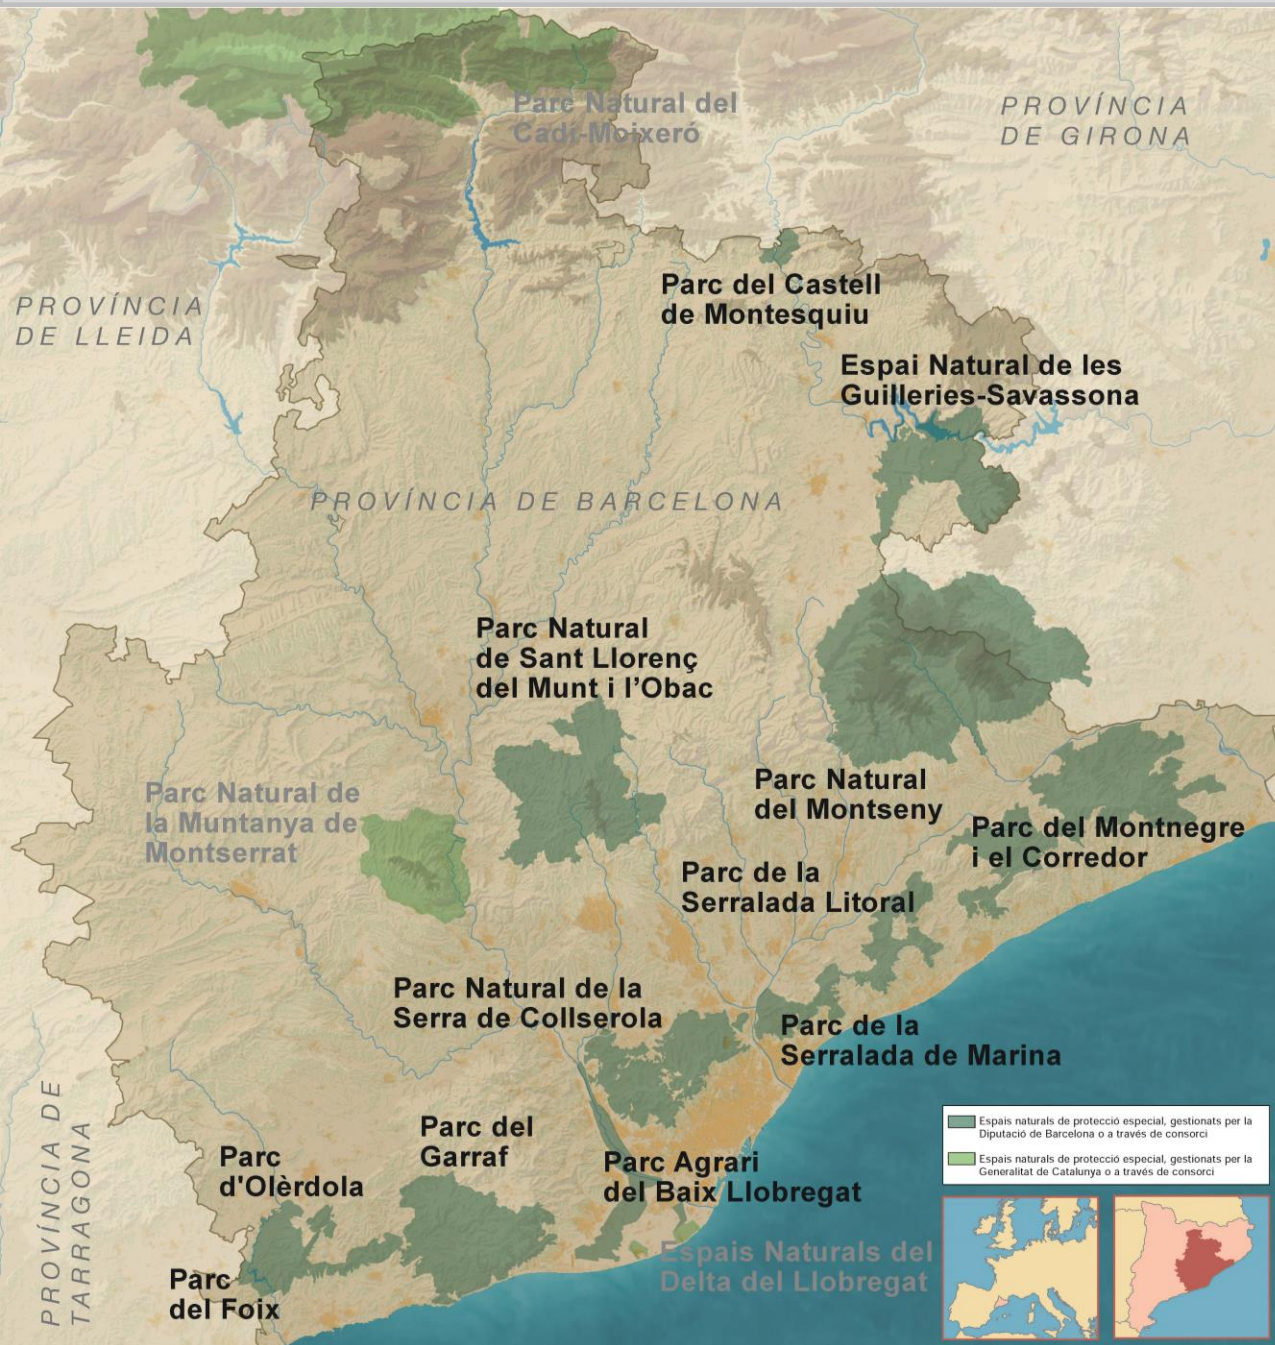 Parc Natural del
Cadí-Moixeró
PROVÍNCIA
DE GIRONA
Parc del Castell
de Montesquiu
PROVÍNCIA
DE LLEIDA
Espai Natural de les
Guilleries-Savassona
PROVÍNCIA DE BARCELONA
Parc Natural
de Sant Llorenç
del Munt i l'Obac
Parc Natural
del Montseny
Parc Natural de
la Muntanya de
Montserrat
Parc del Montnegre
i el Corredor
Parc de la
Serralada Litoral
Parc Natural de la
Serra de Collserola
Parc de la
Serralada de Marina
PROVÍNCIA DE
TARRAGONA
Parc del
Garraf
Parc
d'Olèrdola
Parc Agrari
del Baix Llobregat
Espais Naturals del
Delta del Llobregat
Parc
del Foix
Espais naturals de protecció especial, gestionats per la
Diputació de Barcelona o a través de consorci
Espais naturals de protecció especial, gestionats per la
Generalitat de Catalunya o a través de consorci